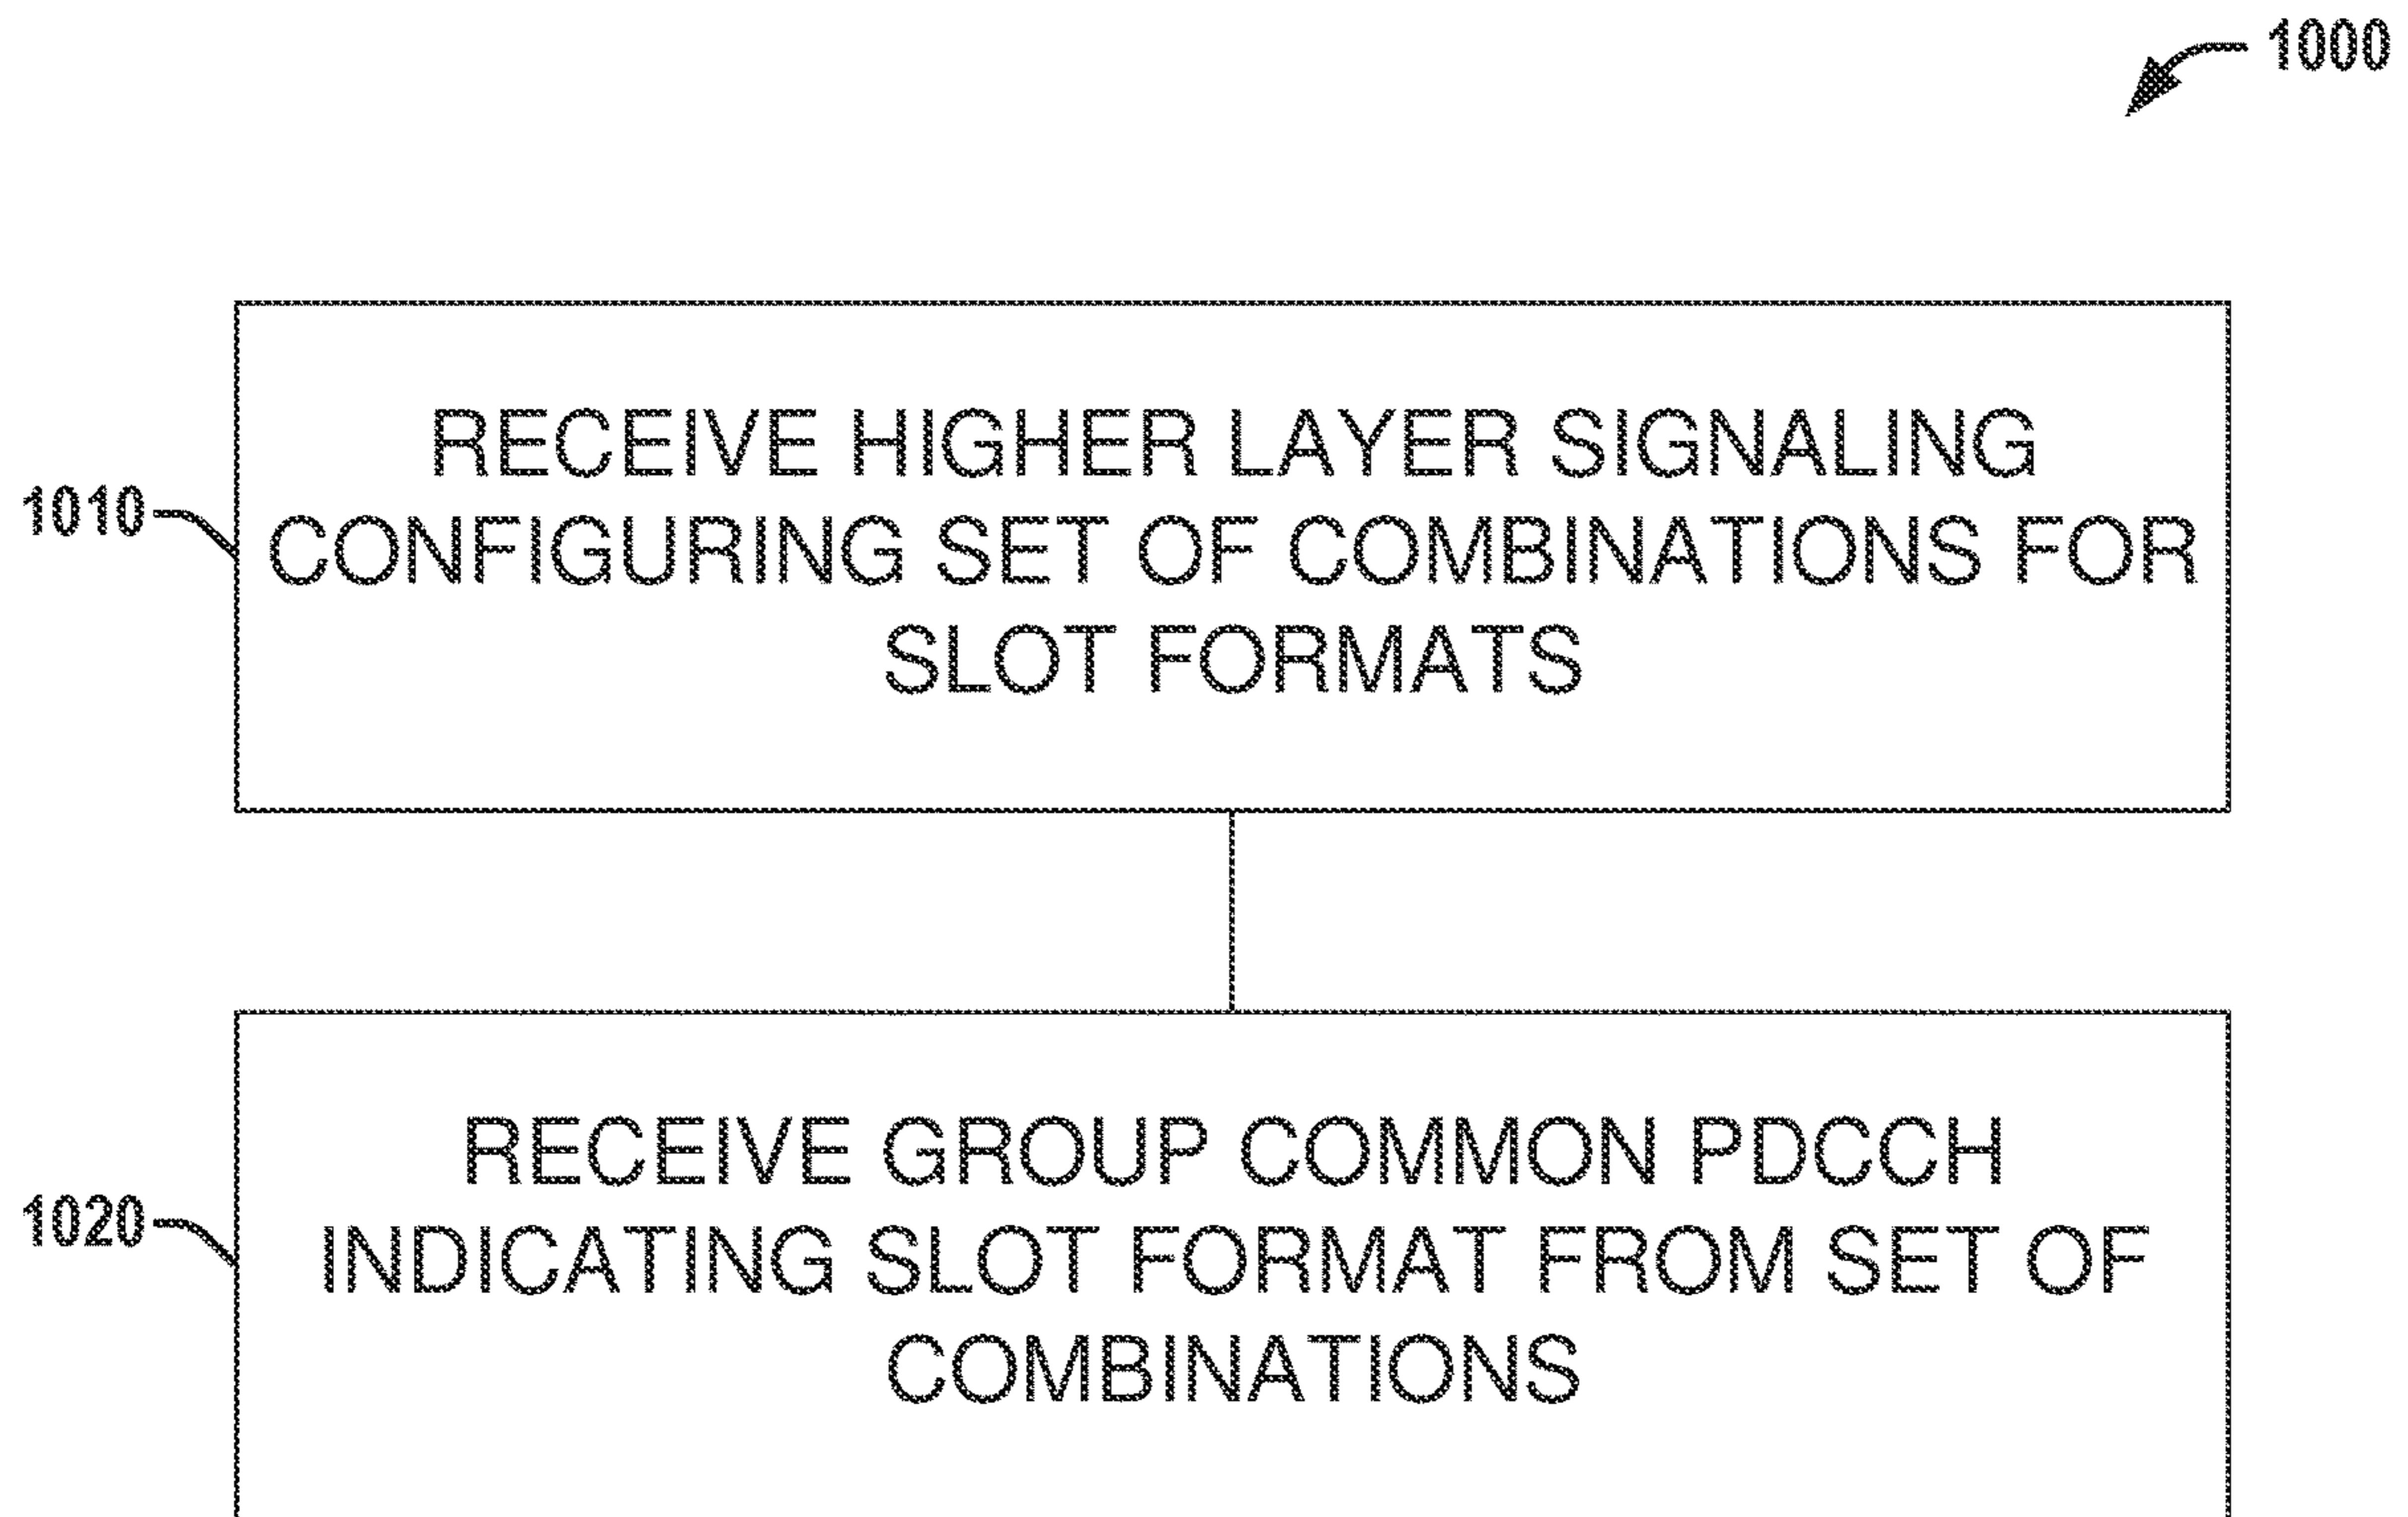 1000
RECEIVE HIGHER LAYER SIGNALING
1010
CONFIGURING SET OF COMBINATIONS FOR
SLOT FORMATS
RECEIVE GROUP COMMON PDCCH
1020
INDICATING SLOT FORMAT FROM SET OF
COMBINATIONS